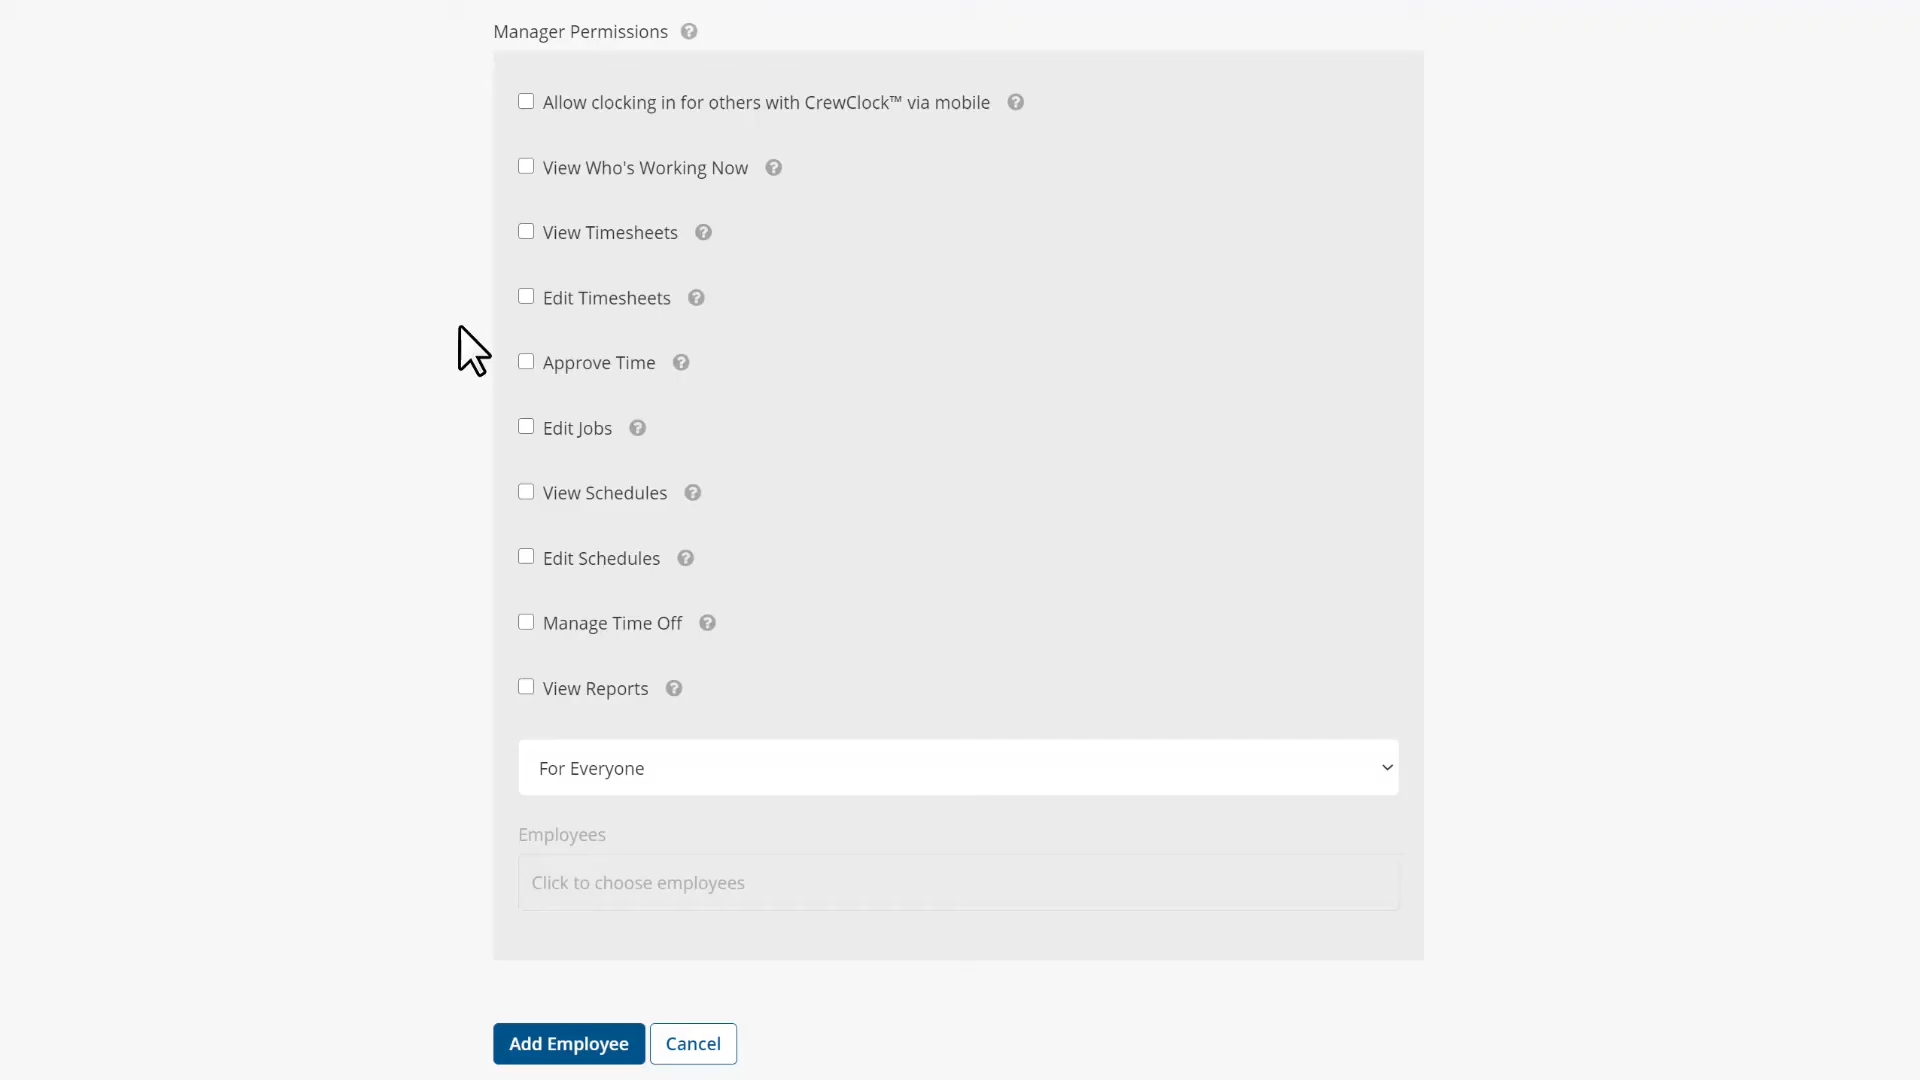 Manager Permissions
Allow clocking in for others with CrewClock™ via mobile
View Who's Working Now
View Timesheets
Edit Timesheets
Approve Time
Edit Jobs
View Schedules
Edit Schedules
Manage Time Off
View Reports
For Everyone
Employees
Click to choose employees
Add Employee Cancel